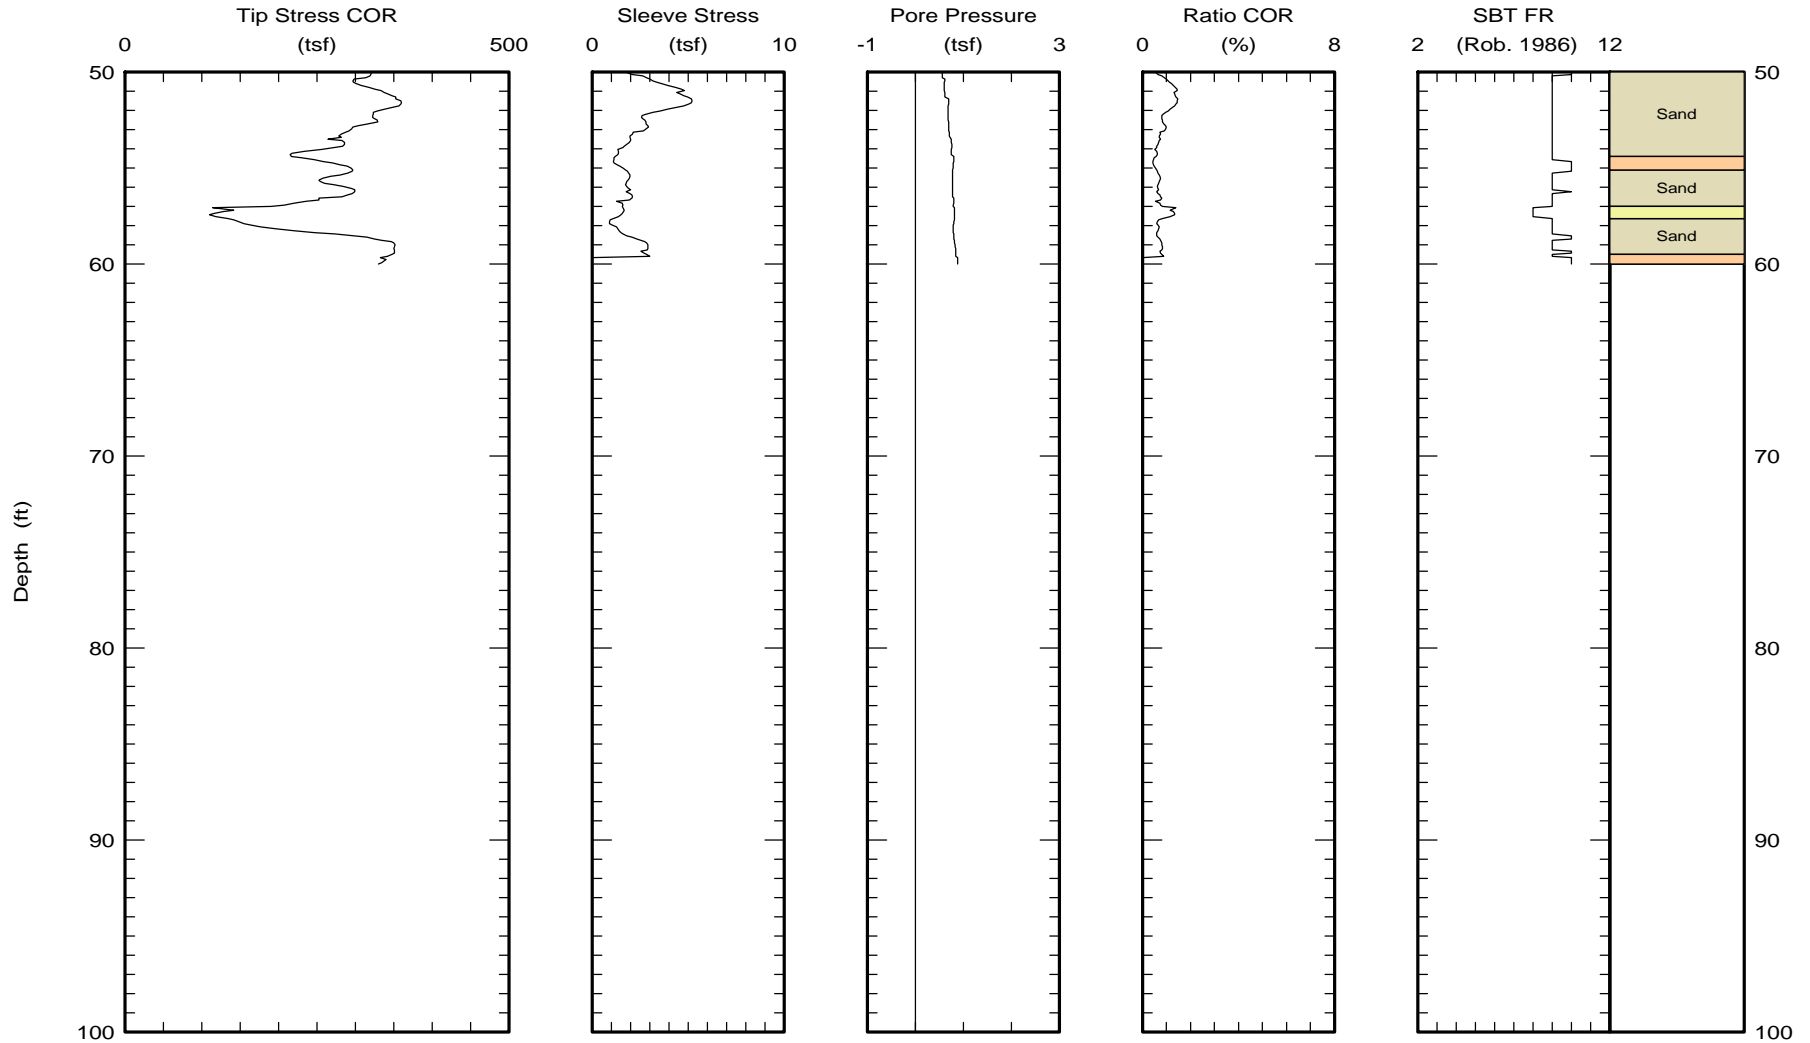 Tip Stress COR
(tsf)
0
500
Sleeve Stress
(tsf)
0
10
Pore Pressure
(tsf)
-1
3
Ratio COR
(%)
0
8
SBT FR
(Rob. 1986)
2
12
Depth (ft)
50
60
70
80
90
100
Sand
Sand
Sand
50
60
70
80
90
100